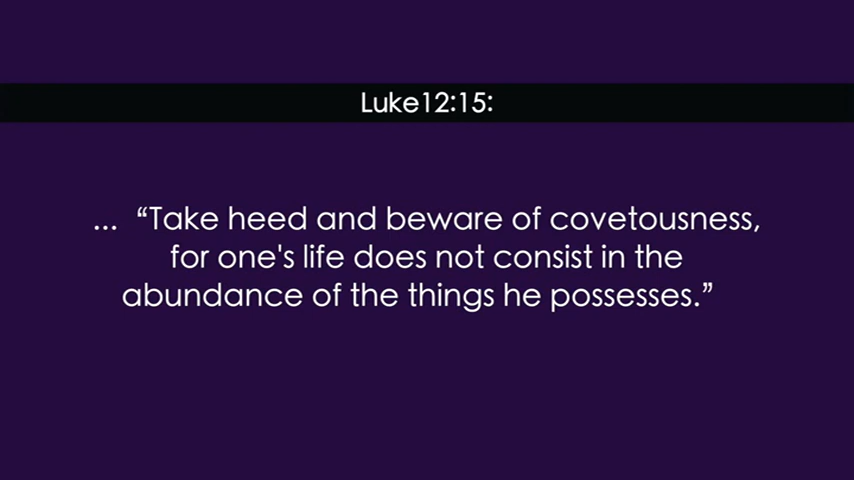 Luke12:15:
... “Take heed and beware of covetousness,
for one's life does not consist in the
abundance of the things he possesses.”